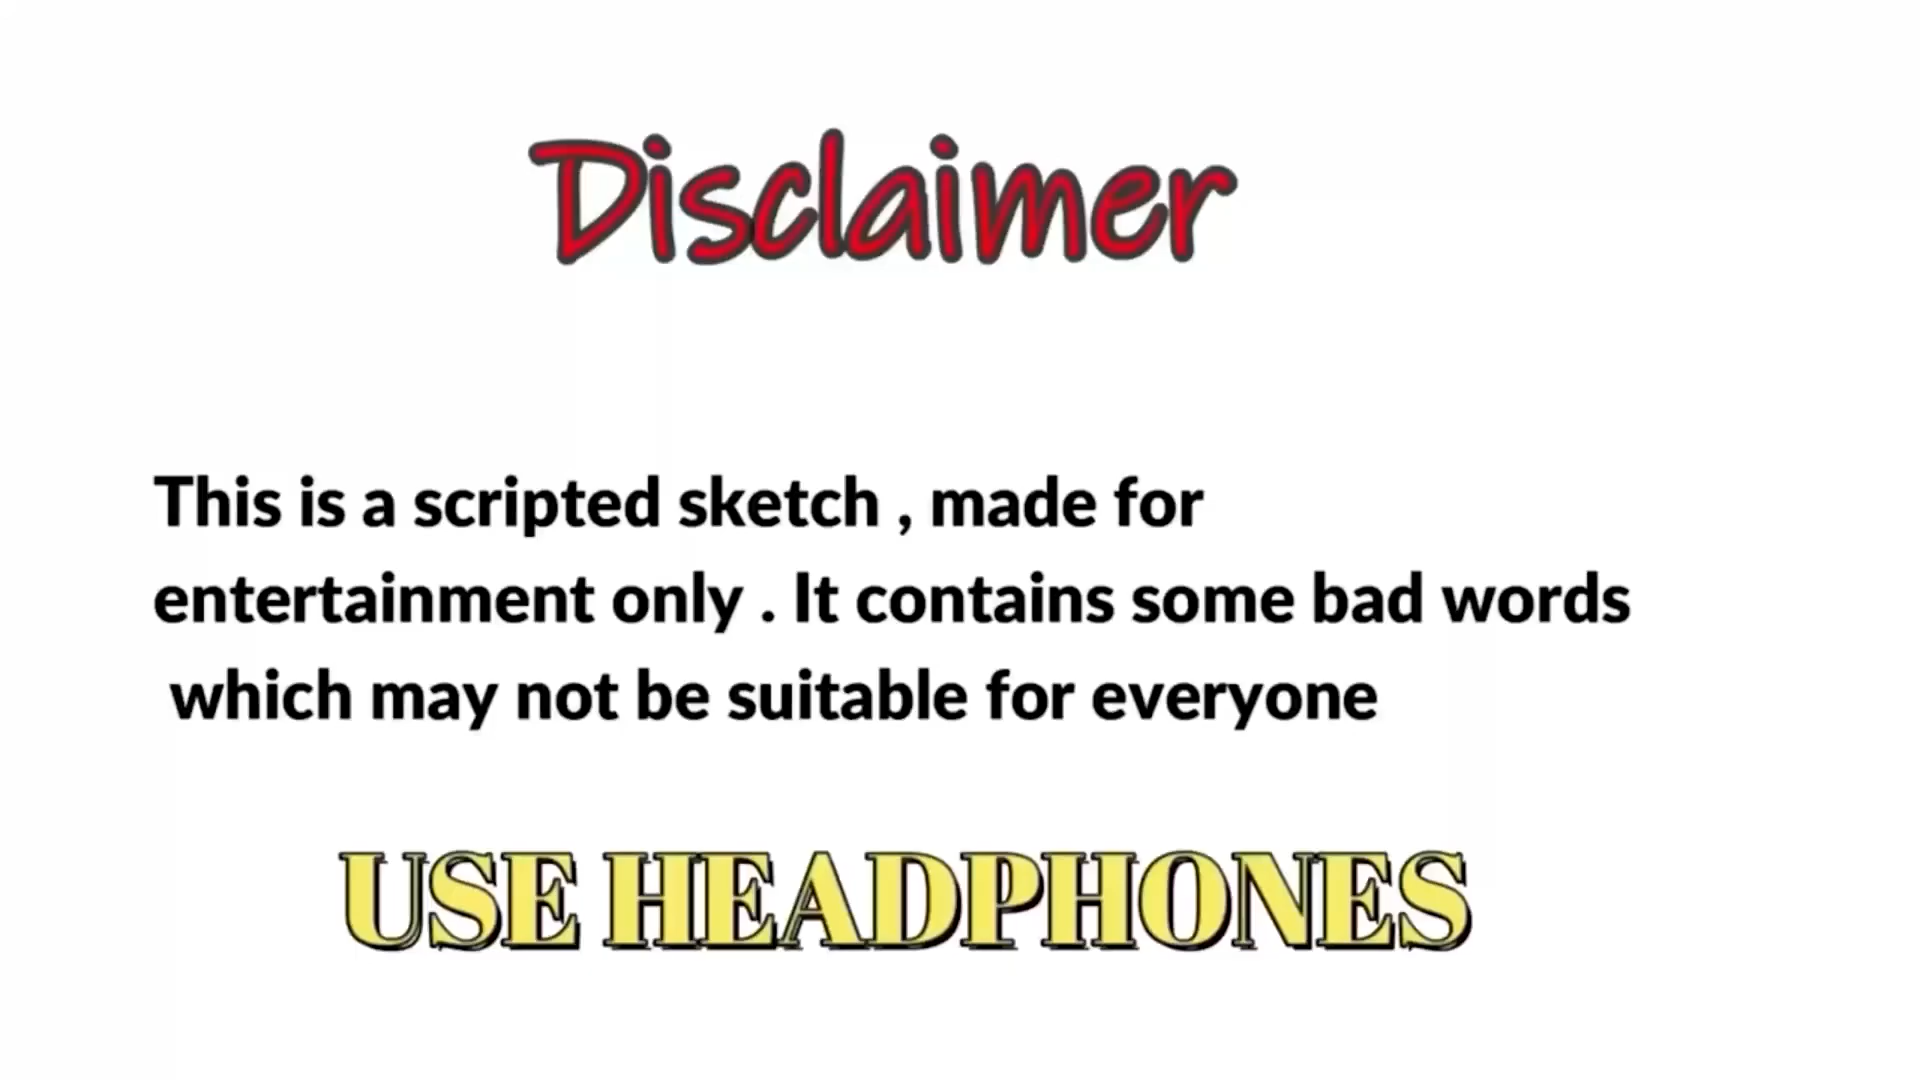 Disclaimer
This is a scripted sketch , made for
entertainment only . It contains some bad words
which may not be suitable for everyone
USE HEADPHONES